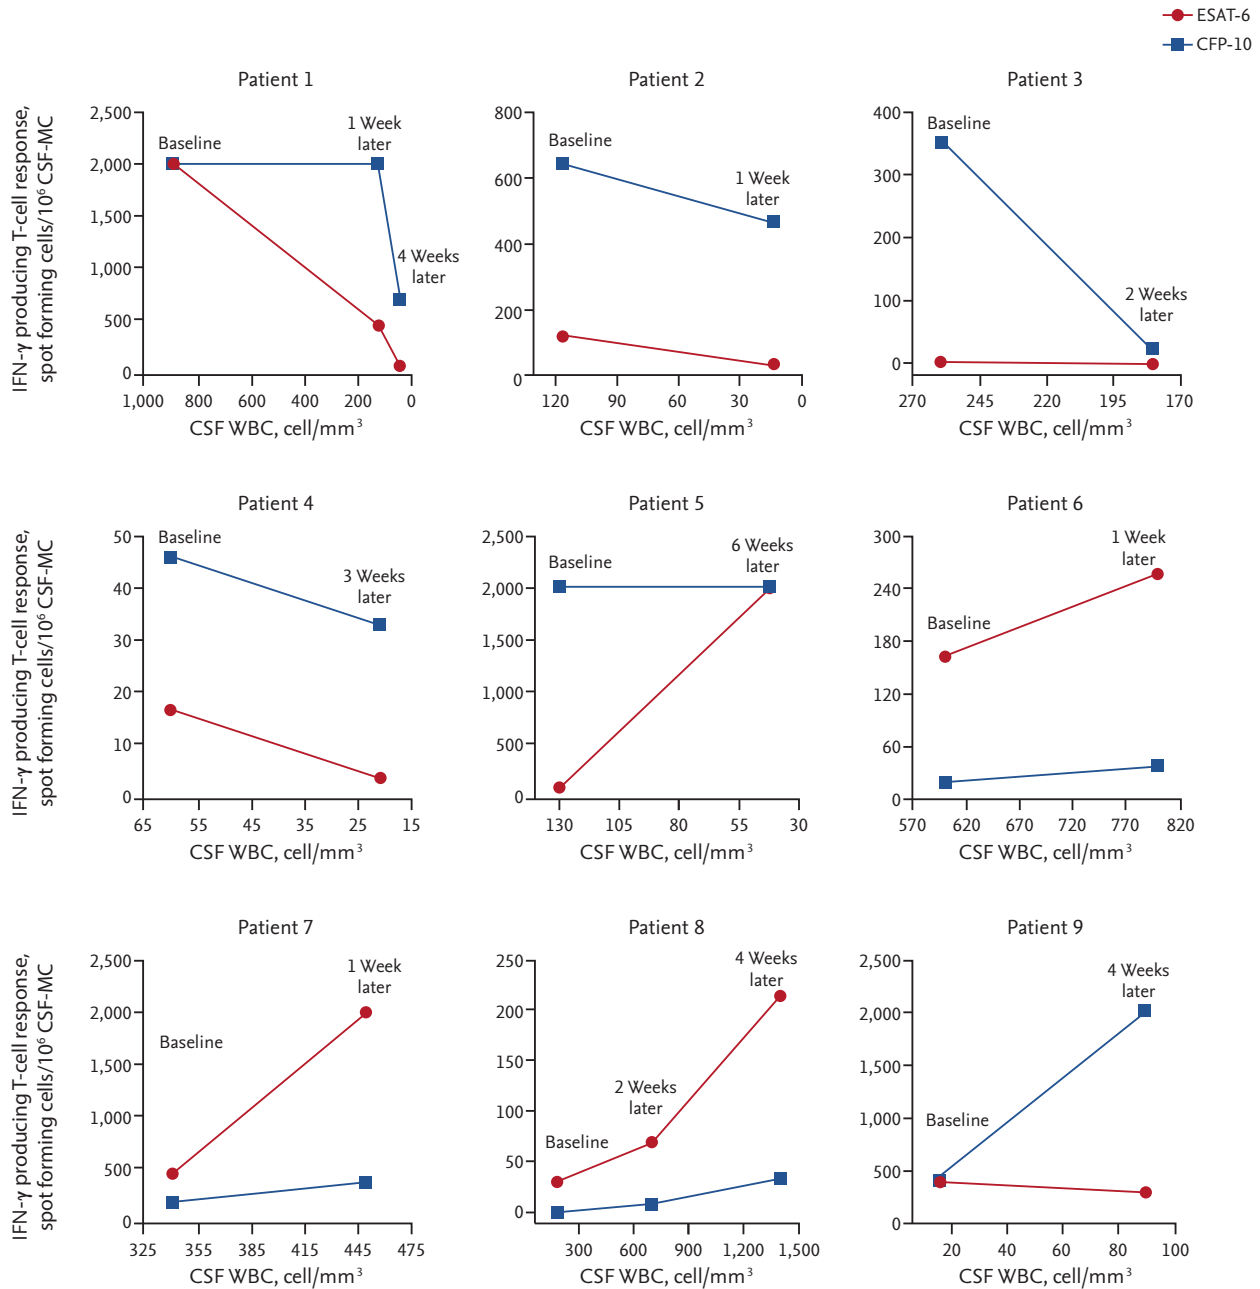 ESAT-6
CFP-10
Patient 1
IFN-γ producing T-cell response,
spot forming cells/10⁶ CSF-MC
2,500
2,000
1,500
1,000
500
0
Baseline
1 Week
later
4 Weeks
later
1,000 800 600 400 200 0
CSF WBC, cell/mm³
Patient 2
800
600
400
200
0
Baseline
1 Week
later
120 90 60 30 0
CSF WBC, cell/mm³
Patient 3
400
300
200
100
0
Baseline
2 Weeks
later
270 245 220 195 170
CSF WBC, cell/mm³
Patient 4
IFN-γ producing T-cell response,
spot forming cells/10⁶ CSF-MC
50
40
30
20
10
0
Baseline
3 Weeks
later
65 55 45 35 25 15
CSF WBC, cell/mm³
Patient 5
2,500
2,000
1,500
1,000
500
0
Baseline
6 Weeks
later
130 105 80 55 30
CSF WBC, cell/mm³
Patient 6
300
240
180
120
60
0
Baseline
1 Week
later
570 620 670 720 770 820
CSF WBC, cell/mm³
Patient 7
IFN-γ producing T-cell response,
spot forming cells/10⁶ CSF-MC
2,500
2,000
1,500
1,000
500
0
Baseline
1 Week
later
325 355 385 415 445 475
CSF WBC, cell/mm³
Patient 8
250
200
150
100
50
0
Baseline
2 Weeks
later
4 Weeks
later
300 600 900 1,200 1,500
CSF WBC, cell/mm³
Patient 9
2,500
2,000
1,500
1,000
500
0
Baseline
4 Weeks
later
20 40 60 80 100
CSF WBC, cell/mm³